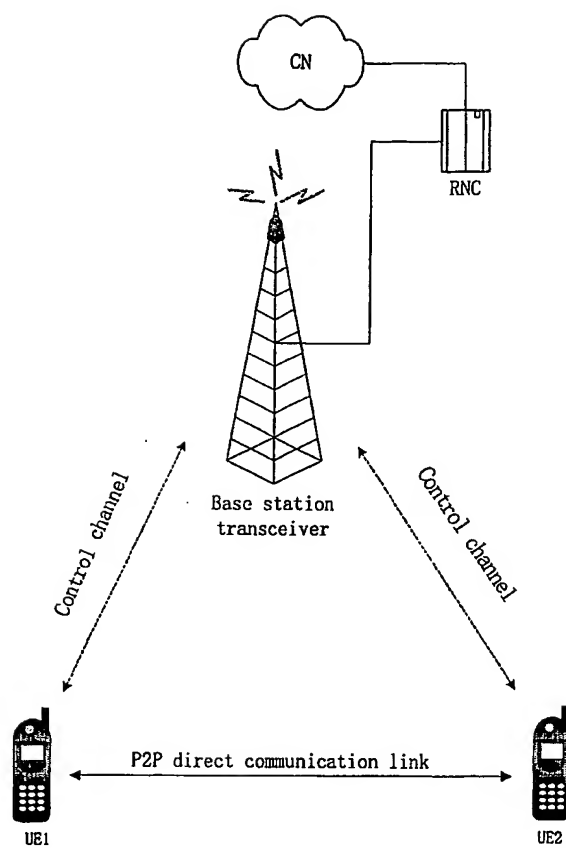 CN
RNC
Base station
transceiver
Control channel
Control channel
P2P direct communication link
UE1
UE2